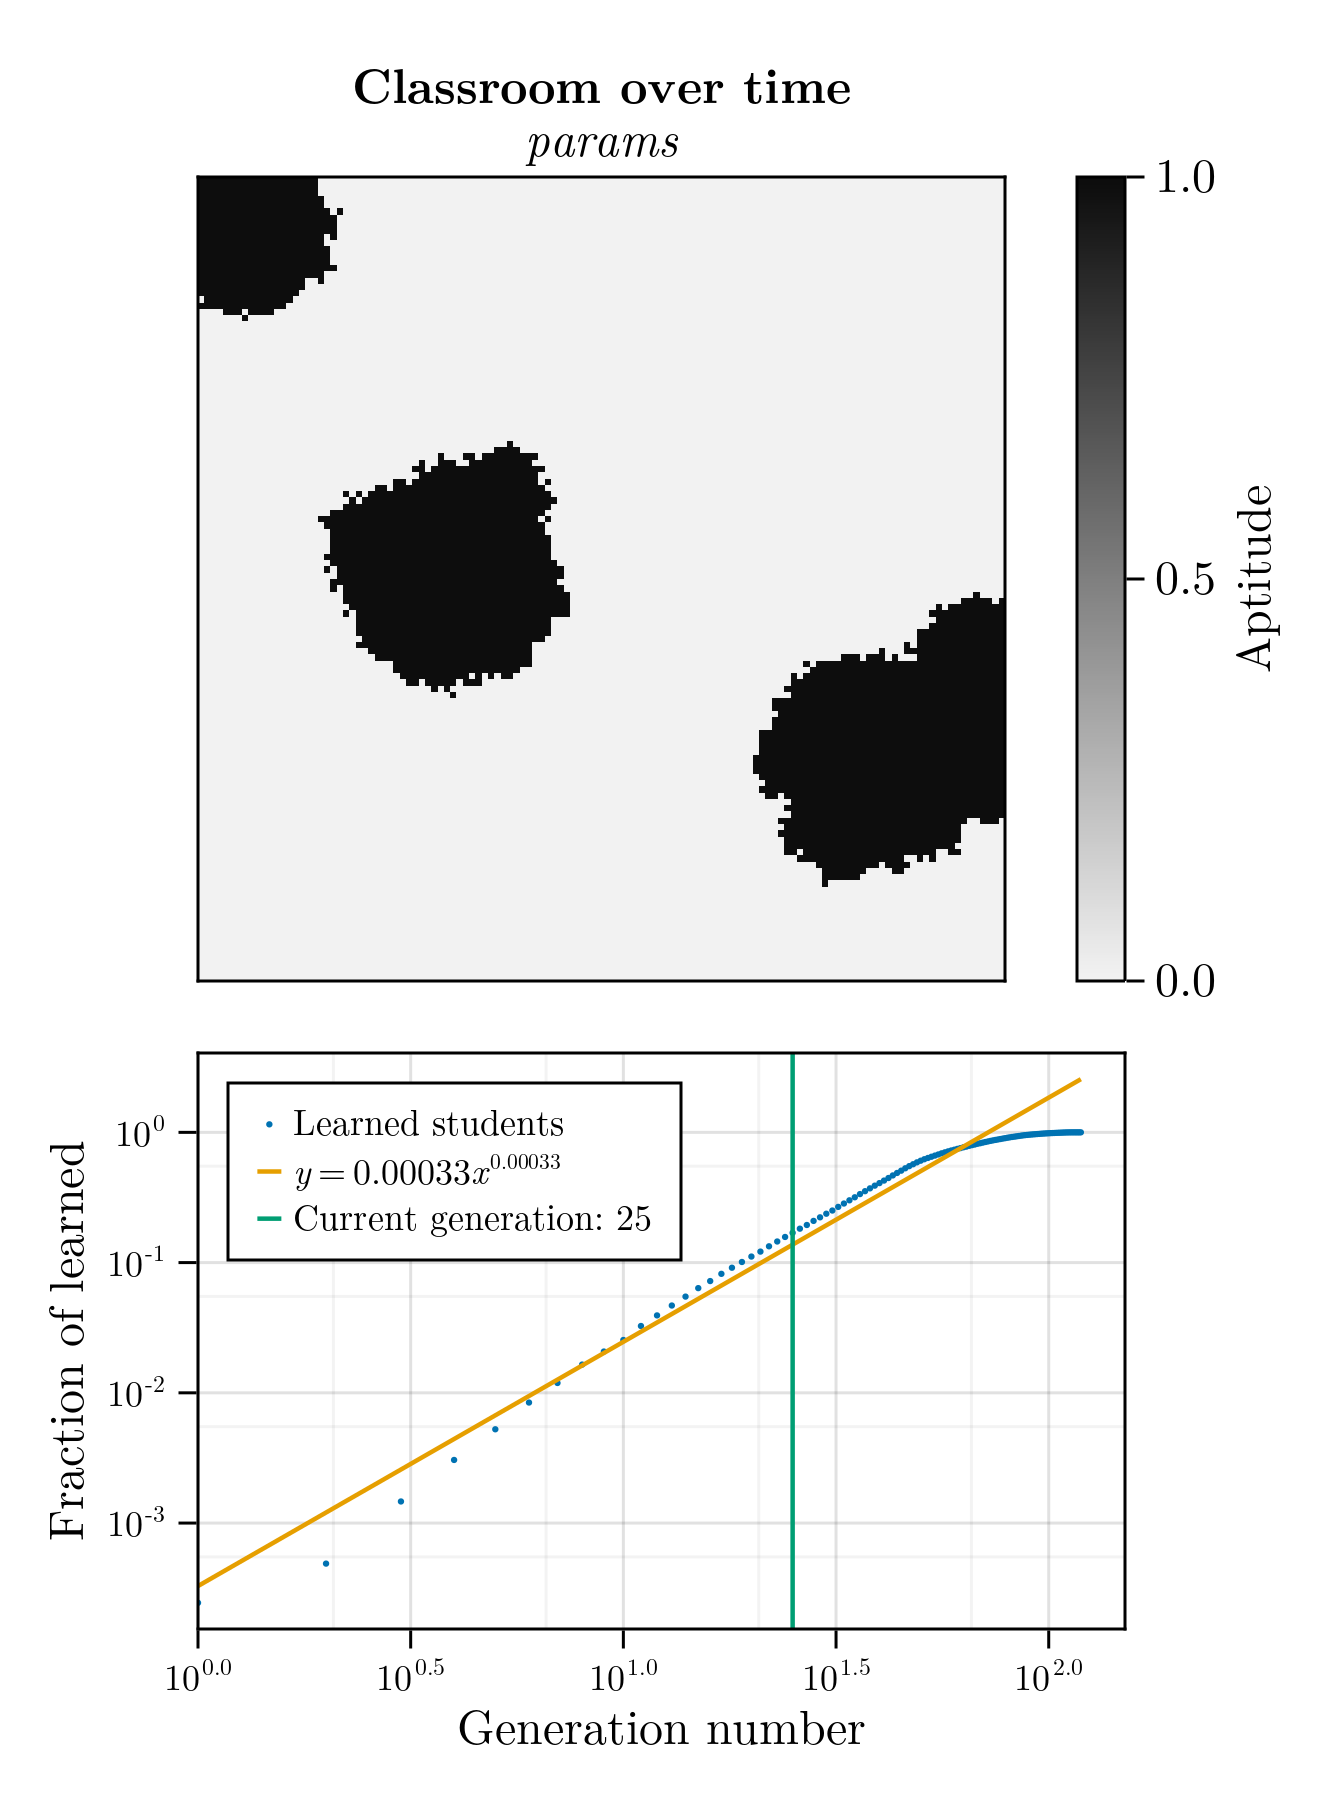 Classroom over time
params
1.0
0.5
0.0
Aptitude
Learned students
y = 0.00033x^0.00033
Current generation: 25
10^0
10^-1
10^-2
10^-3
Fraction of learned
10^0.0 10^0.5 10^1.0 10^1.5 10^2.0
Generation number